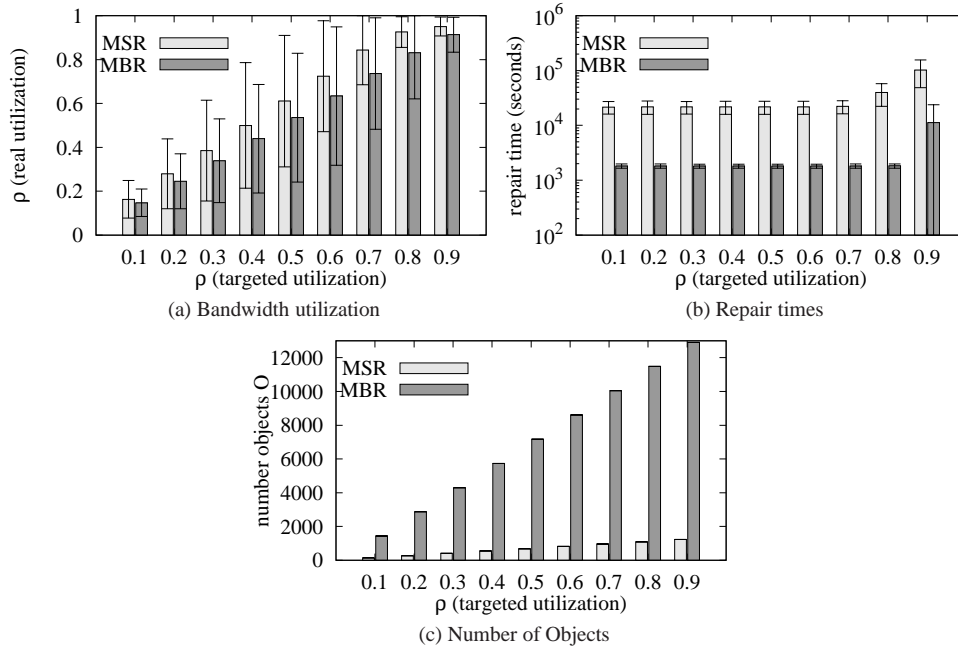 1
0.8
0.6
0.4
0.2
0
ρ (real utilization)
MSR
MBR
0.1 0.2 0.3 0.4 0.5 0.6 0.7 0.8 0.9
ρ (targeted utilization)
(a) Bandwidth utilization
10^6
10^5
10^4
10^3
10^2
repair time (seconds)
MSR
MBR
0.1 0.2 0.3 0.4 0.5 0.6 0.7 0.8 0.9
ρ (targeted utilization)
(b) Repair times
12000
10000
8000
6000
4000
2000
0
number objects O
MSR
MBR
0.1 0.2 0.3 0.4 0.5 0.6 0.7 0.8 0.9
ρ (targeted utilization)
(c) Number of Objects